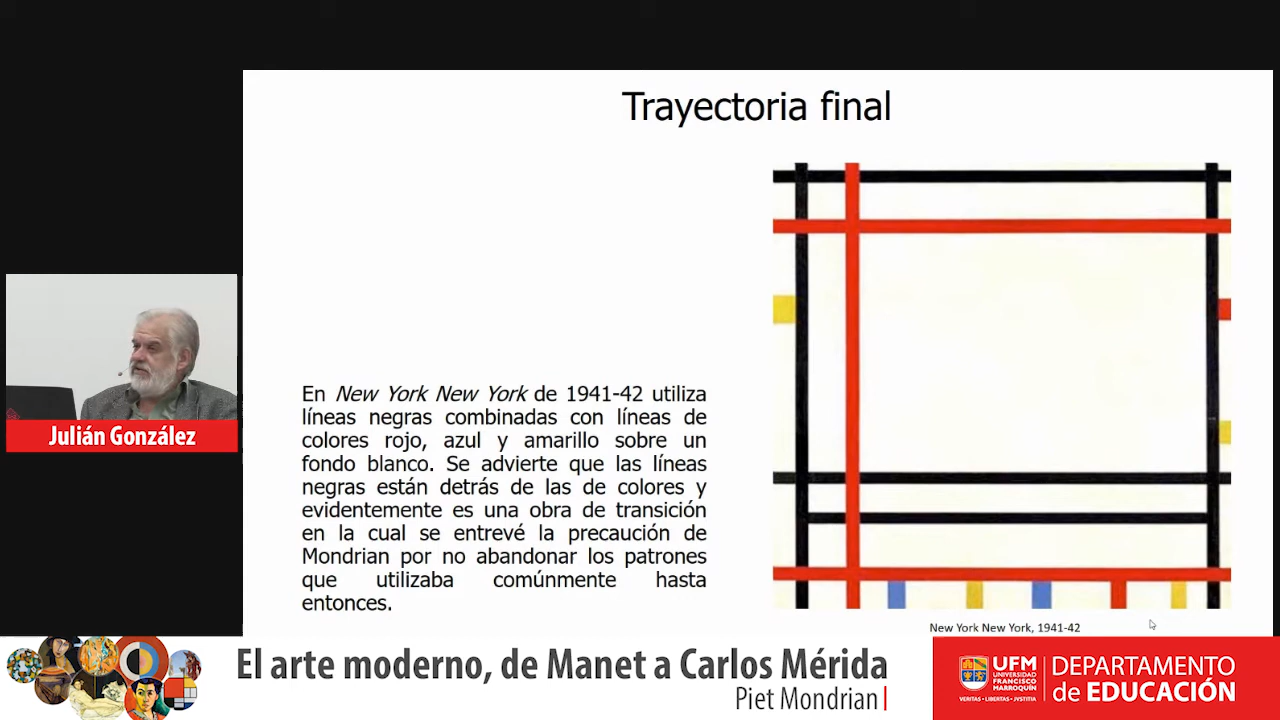 Trayectoria final
En New York New York de 1941-42 utiliza
líneas negras combinadas con líneas de
colores rojo, azul y amarillo sobre un
fondo blanco. Se advierte que las líneas
negras están detrás de las de colores y
evidentemente es una obra de transición
en la cual se entrevé la precaución de
Mondrian por no abandonar los patrones
que utilizaba comúnmente hasta
entonces.
New York New York, 1941-42
Julián González
El arte moderno, de Manet a Carlos Mérida
Piet Mondrian
UFM
UNIVERSIDAD
FRANCISCO
MARROQUÍN
VERITAS · LIBERTAS · JVSTITIA
DEPARTAMENTO
de EDUCACIÓN